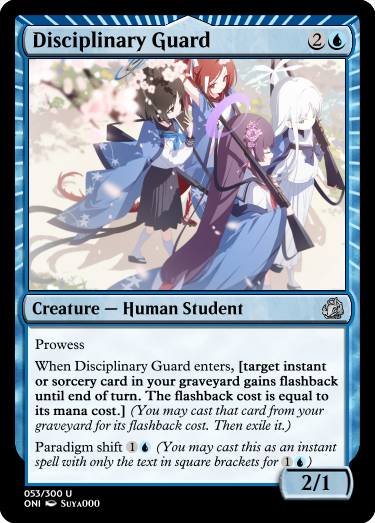 Disciplinary Guard 2
Creature — Human Student
Prowess
When Disciplinary Guard enters, [target instant
or sorcery card in your graveyard gains flashback
until end of turn. The flashback cost is equal to
its mana cost.] (You may cast that card from your
graveyard for its flashback cost. Then exile it.)
Paradigm shift 1 (You may cast this as an instant
spell with only the text in square brackets for 1 )
2/1
053/300 U
ONI Suya000